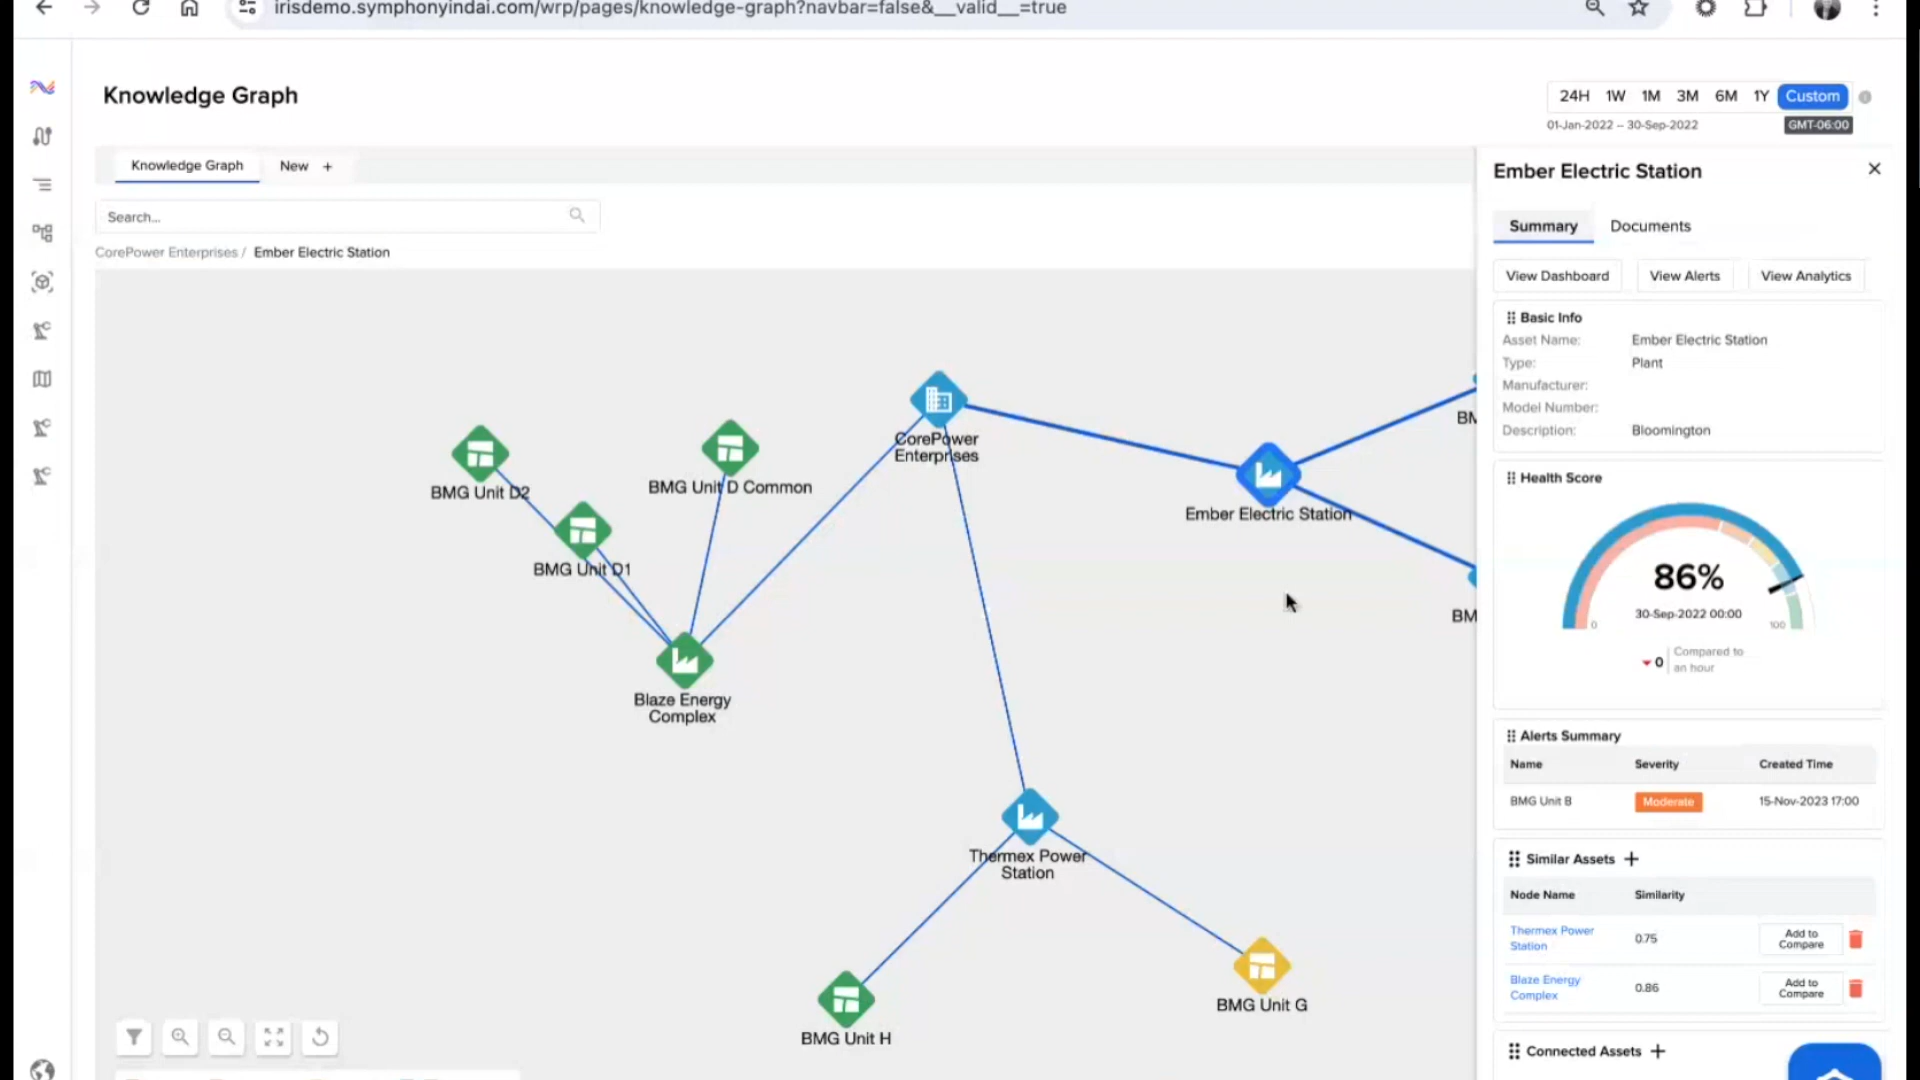 irisdemo.symphonyindai.com/wrp/pages/knowledge-graph?navbar=false&__valid__=true
Knowledge Graph
24H 1W 1M 3M 6M 1Y Custom
01-Jan-2022 – 30-Sep-2022 GMT-06:00
Knowledge Graph New +
Search...
CorePower Enterprises / Ember Electric Station
BMG Unit D2
BMG Unit D Common
BMG Unit D1
CorePower
Enterprises
Ember Electric Station
BM
BM
Blaze Energy
Complex
Thermex Power
Station
BMG Unit H
BMG Unit G
Ember Electric Station
Summary Documents
View Dashboard View Alerts View Analytics
Basic Info
Asset Name: Ember Electric Station
Type: Plant
Manufacturer:
Model Number:
Description: Bloomington
Health Score
86%
30-Sep-2022 00:00
0 100
0 Compared to
an hour
Alerts Summary
Name Severity Created Time
BMG Unit B Moderate 15-Nov-2023 17:00
Similar Assets +
Node Name Similarity
Thermex Power
Station 0.75 Add to
Compare
Blaze Energy
Complex 0.86 Add to
Compare
Connected Assets +